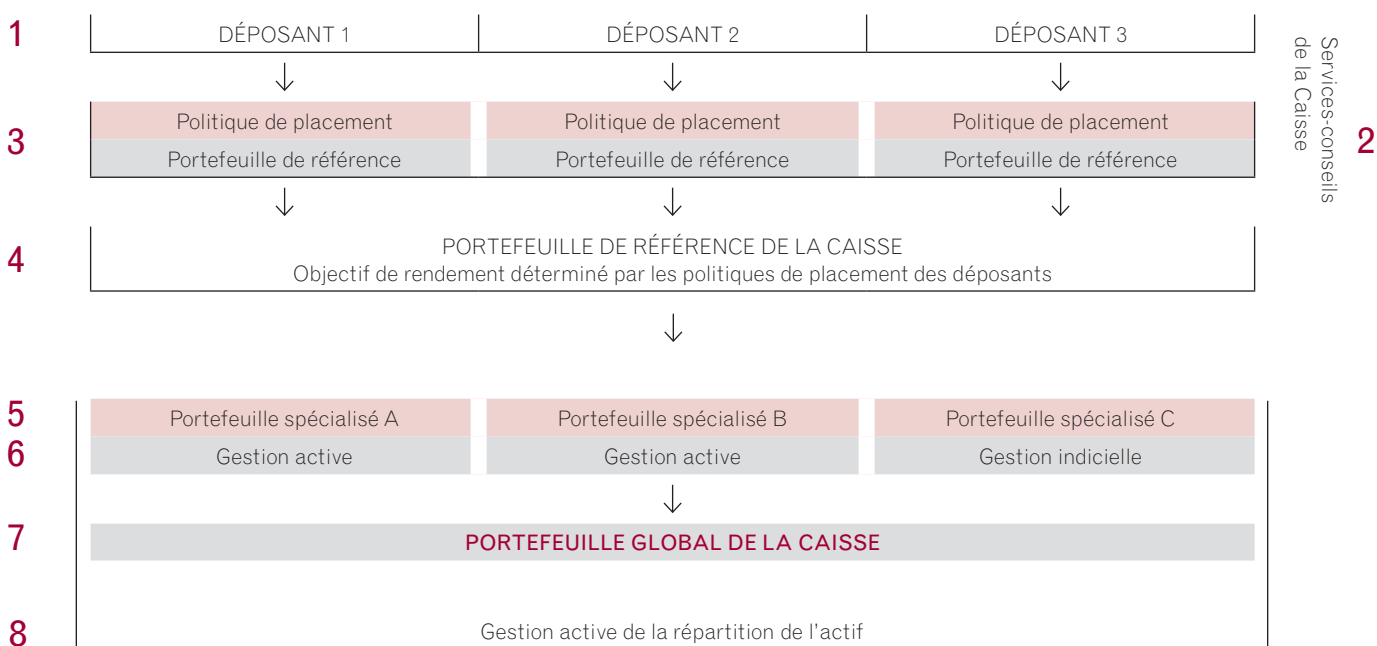 1 DÉPOSANT 1 DÉPOSANT 2 DÉPOSANT 3
Services-conseils
de la Caisse
2
3
Politique de placement Politique de placement Politique de placement
Portefeuille de référence Portefeuille de référence Portefeuille de référence
4
PORTEFEUILLE DE RÉFÉRENCE DE LA CAISSE
Objectif de rendement déterminé par les politiques de placement des déposants
5 Portefeuille spécialisé A Portefeuille spécialisé B Portefeuille spécialisé C
6 Gestion active Gestion active Gestion indicielle
7 PORTEFEUILLE GLOBAL DE LA CAISSE
8 Gestion active de la répartition de l'actif